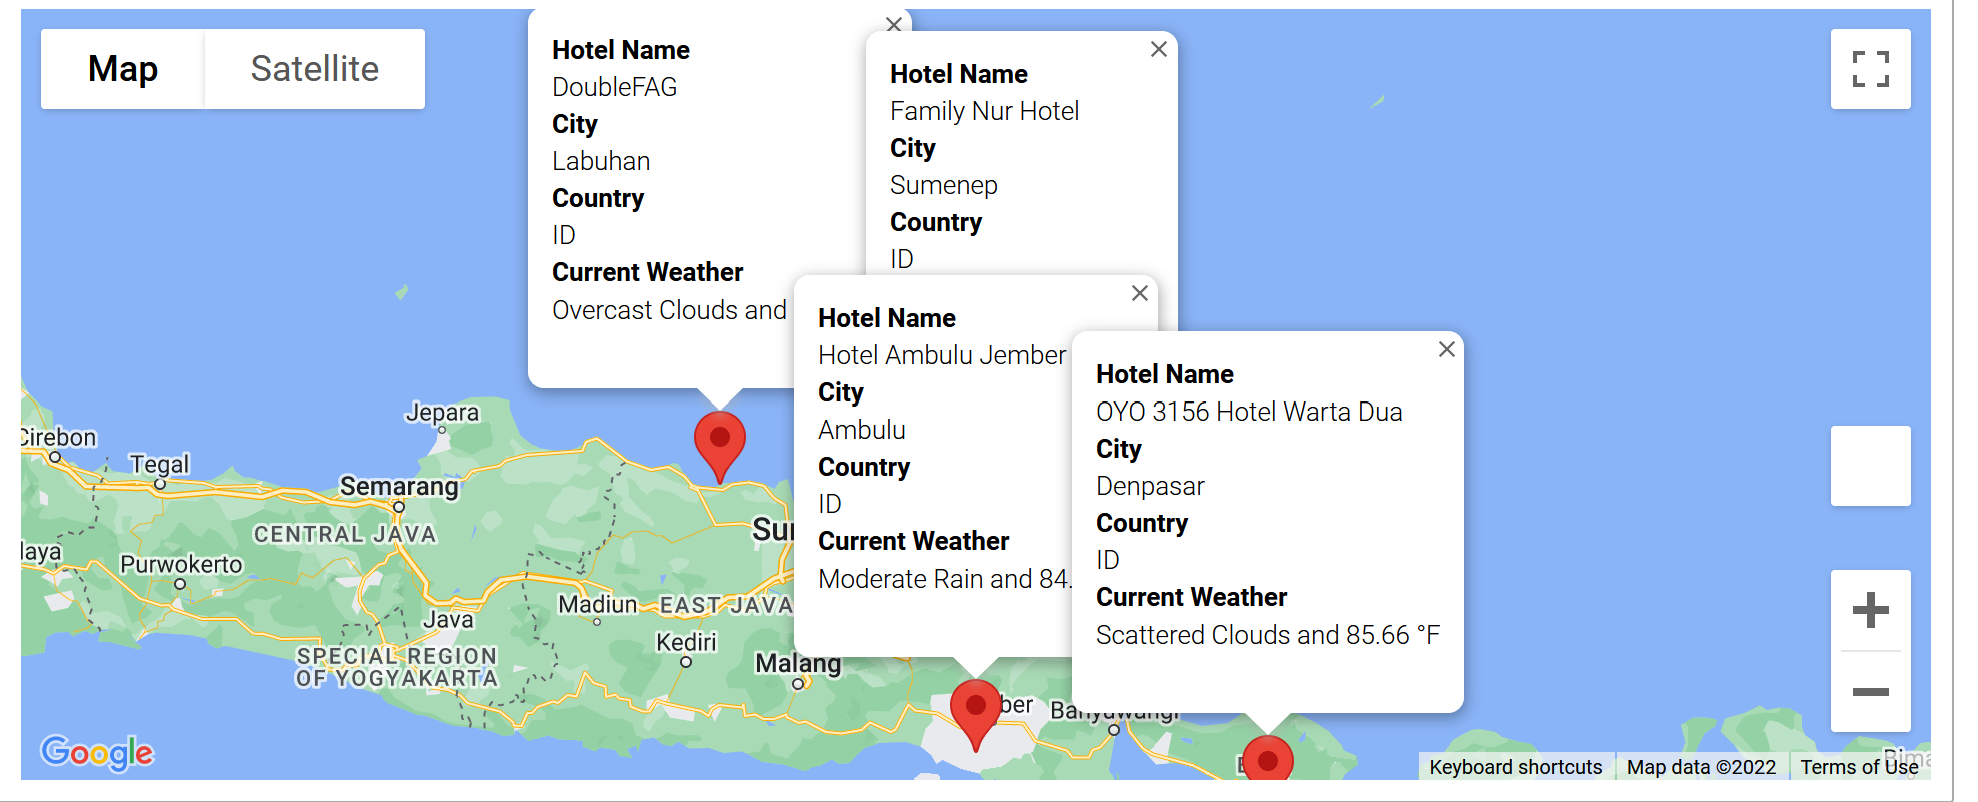 Map
Satellite
Hotel Name
DoubleFAG
City
Labuhan
Country
ID
Current Weather
Overcast Clouds and
Hotel Name
Family Nur Hotel
City
Sumenep
Country
ID
Hotel Name
Hotel Ambulu Jember
City
Ambulu
Country
ID
Current Weather
Moderate Rain and 84.
Hotel Name
OYO 3156 Hotel Warta Dua
City
Denpasar
Country
ID
Current Weather
Scattered Clouds and 85.66 °F
Jepara
Cirebon
Tegal
Semarang
CENTRAL JAVA
Purwokerto
Madiun
EAST JAVA
Java
Kediri
SPECIAL REGION
OF YOGYAKARTA
Malang
Banyuwangi
Google
Keyboard shortcuts
Map data ©2022
Terms of Use